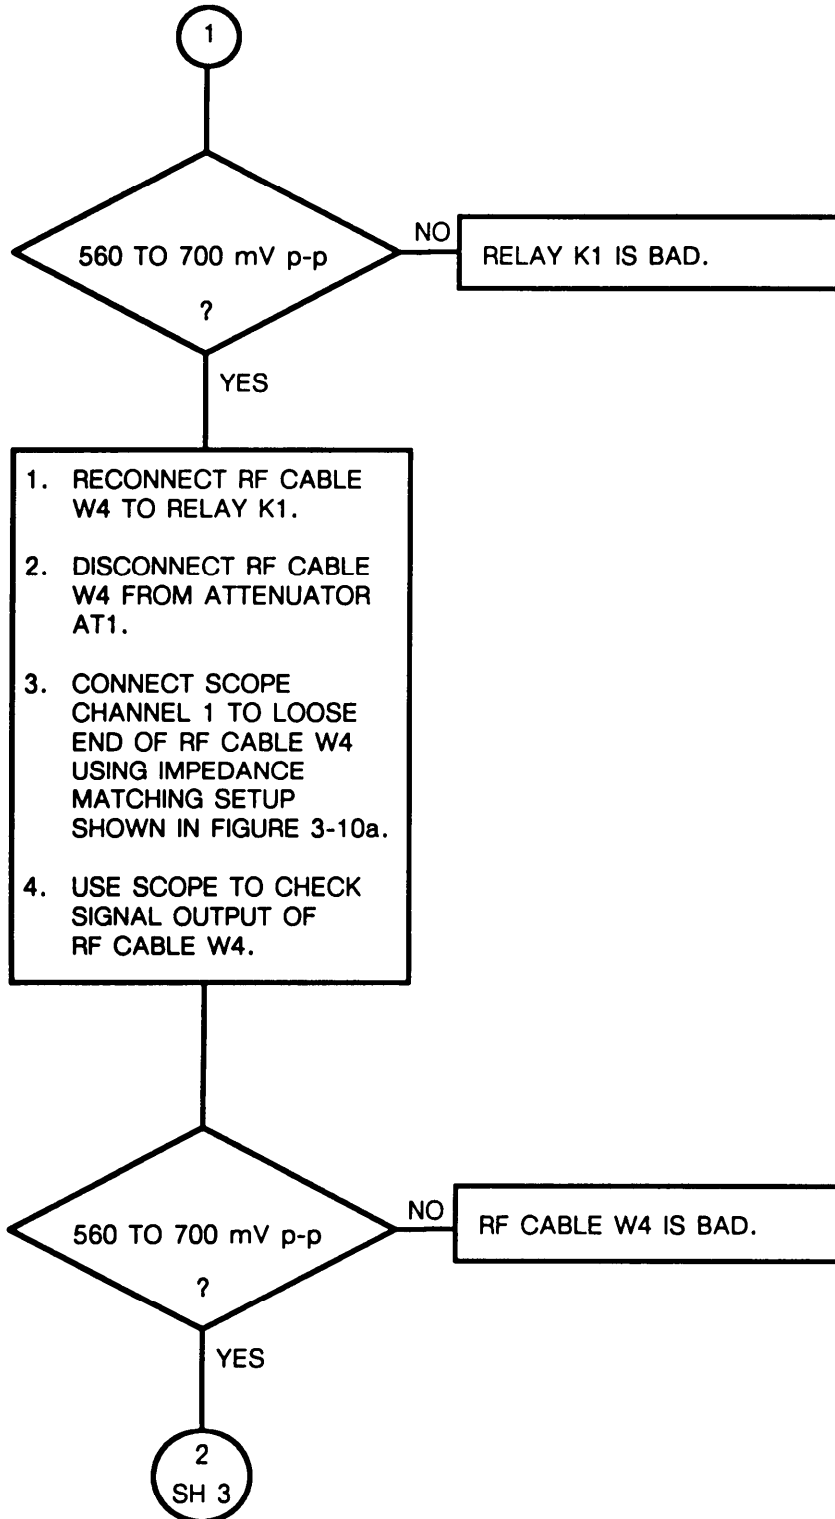 1
560 TO 700 mV p-p
?
NO
RELAY K1 IS BAD.
YES
1. RECONNECT RF CABLE
W4 TO RELAY K1.
2. DISCONNECT RF CABLE
W4 FROM ATTENUATOR
AT1.
3. CONNECT SCOPE
CHANNEL 1 TO LOOSE
END OF RF CABLE W4
USING IMPEDANCE
MATCHING SETUP
SHOWN IN FIGURE 3-10a.
4. USE SCOPE TO CHECK
SIGNAL OUTPUT OF
RF CABLE W4.
560 TO 700 mV p-p
?
NO
RF CABLE W4 IS BAD.
YES
2
SH 3